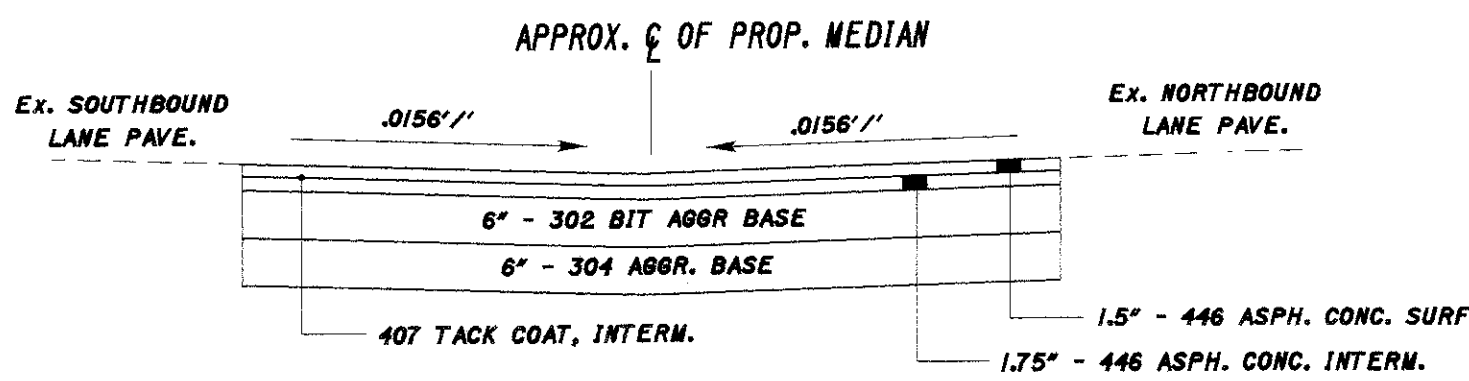 APPROX. ℄ OF PROP. MEDIAN
Ex. SOUTHBOUND
LANE PAVE.
.0156'/'
.0156'/'
Ex. NORTHBOUND
LANE PAVE.
6" - 302 BIT AGGR BASE
6" - 304 AGGR. BASE
407 TACK COAT, INTERM.
1.5" - 446 ASPH. CONC. SURF
1.75" - 446 ASPH. CONC. INTERM.